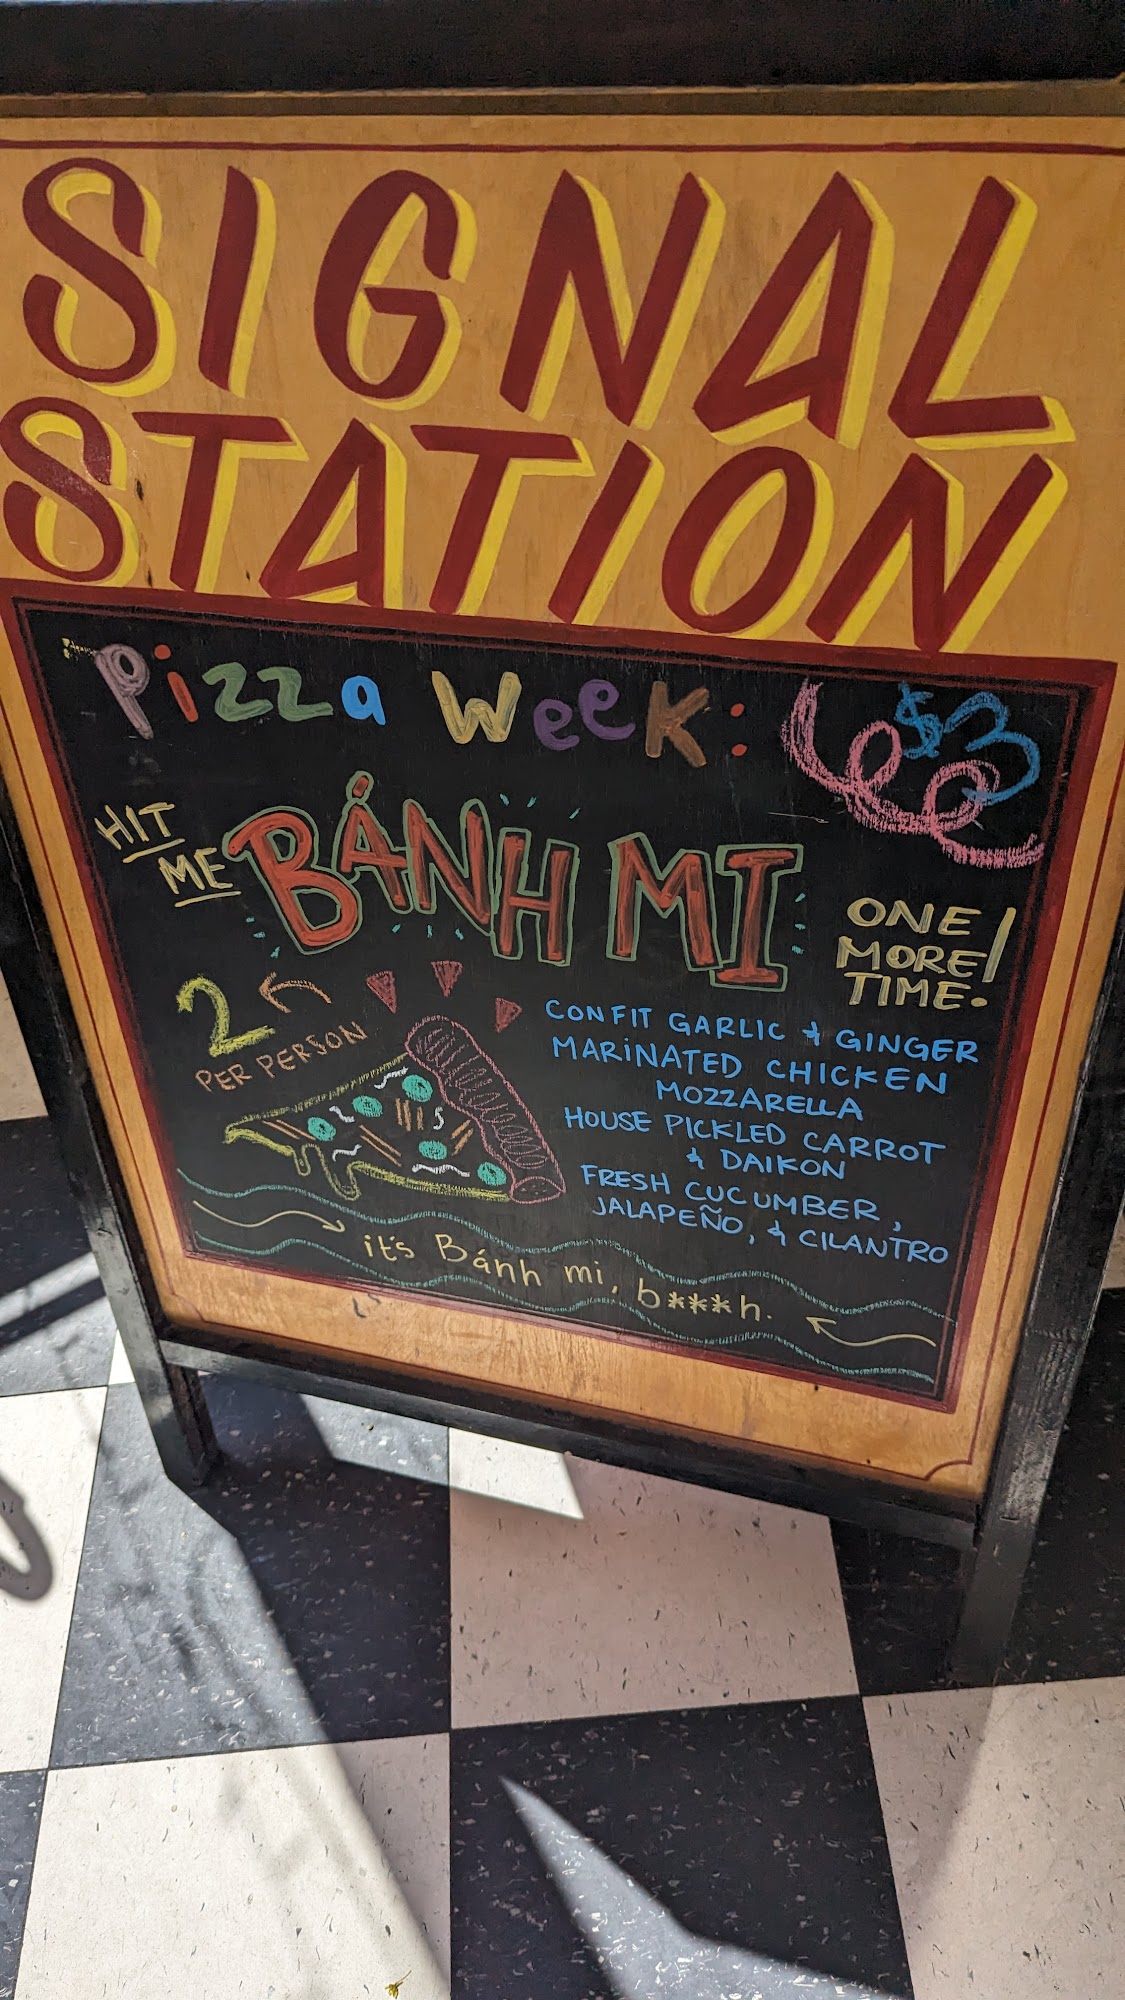 SIGNAL
STATION
Pizza Week:
$3
HIT
ME
BÁNH MI
ONE
MORE
TIME!
2
PER PERSON
CONFIT GARLIC & GINGER
MARINATED CHICKEN
MOZZARELLA
HOUSE PICKLED CARROT
& DAIKON
FRESH CUCUMBER,
JALAPEÑO, & CILANTRO
it's Bánh mi, b***h.